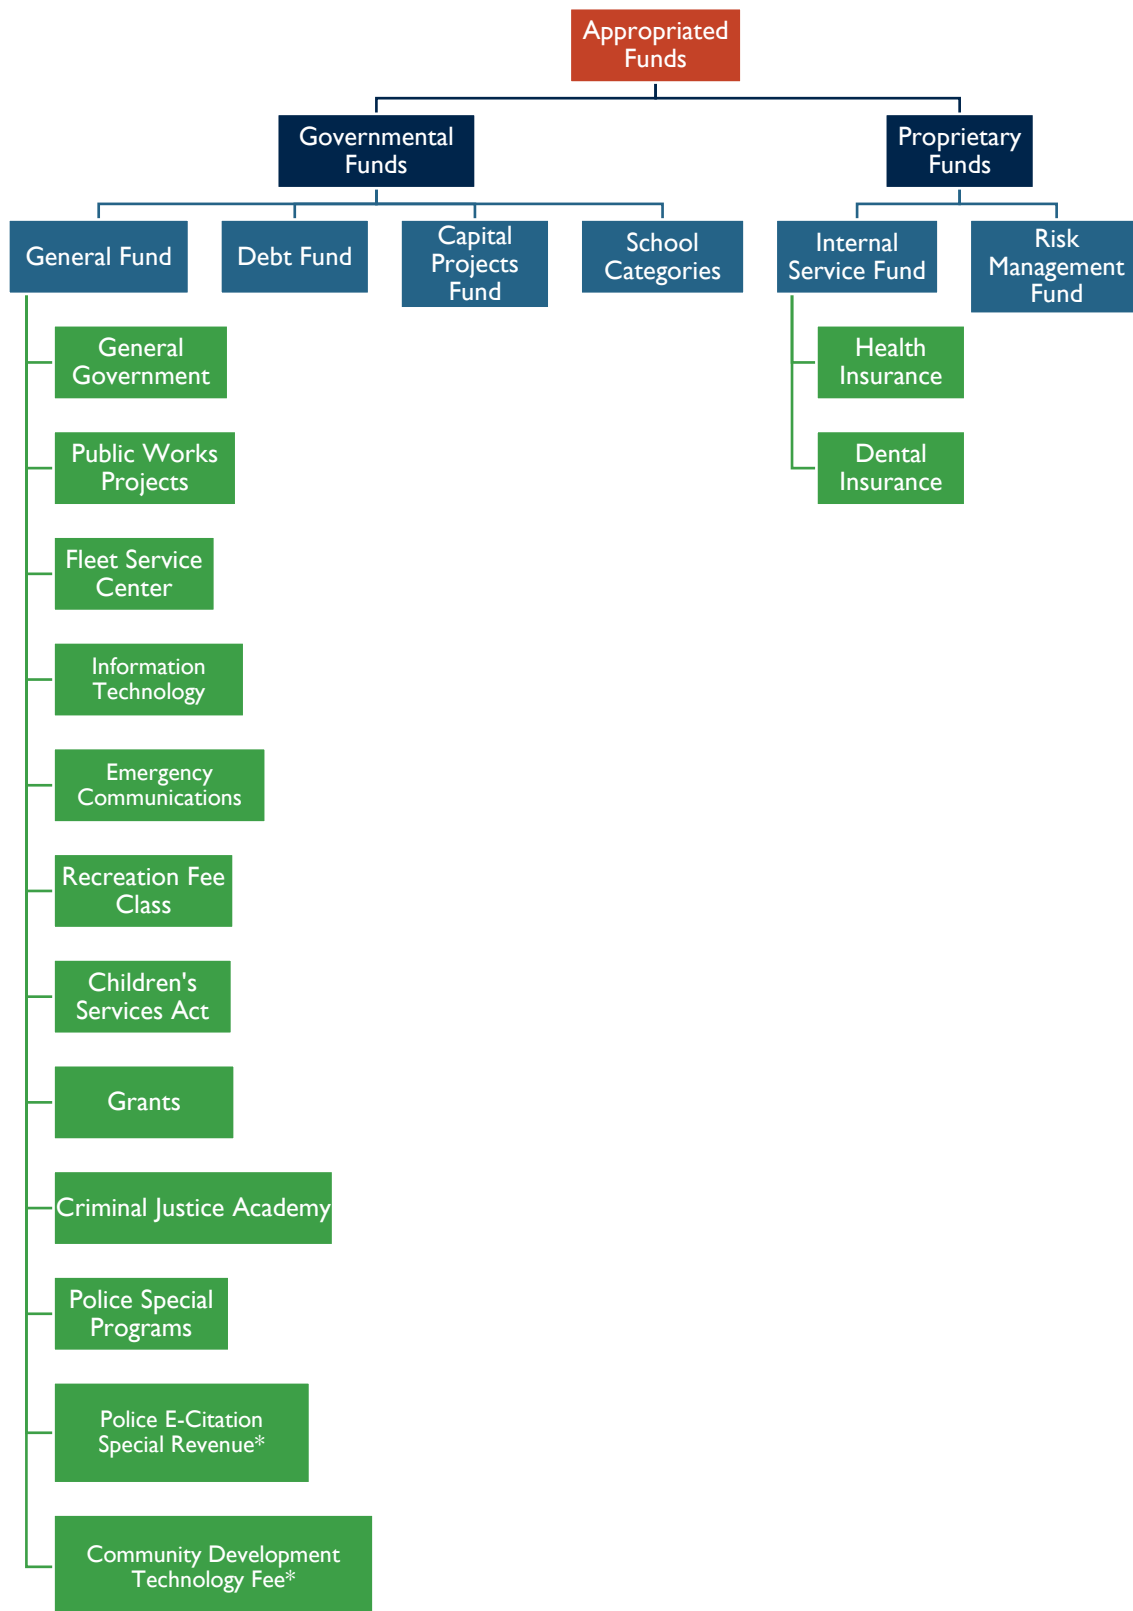 Appropriated
Funds
Governmental
Funds
Proprietary
Funds
General Fund
Debt Fund
Capital
Projects
Fund
School
Categories
Internal
Service Fund
Risk
Management
Fund
General
Government
Public Works
Projects
Fleet Service
Center
Information
Technology
Emergency
Communications
Recreation Fee
Class
Children's
Services Act
Grants
Criminal Justice Academy
Police Special
Programs
Police E-Citation
Special Revenue*
Community Development
Technology Fee*
Health
Insurance
Dental
Insurance